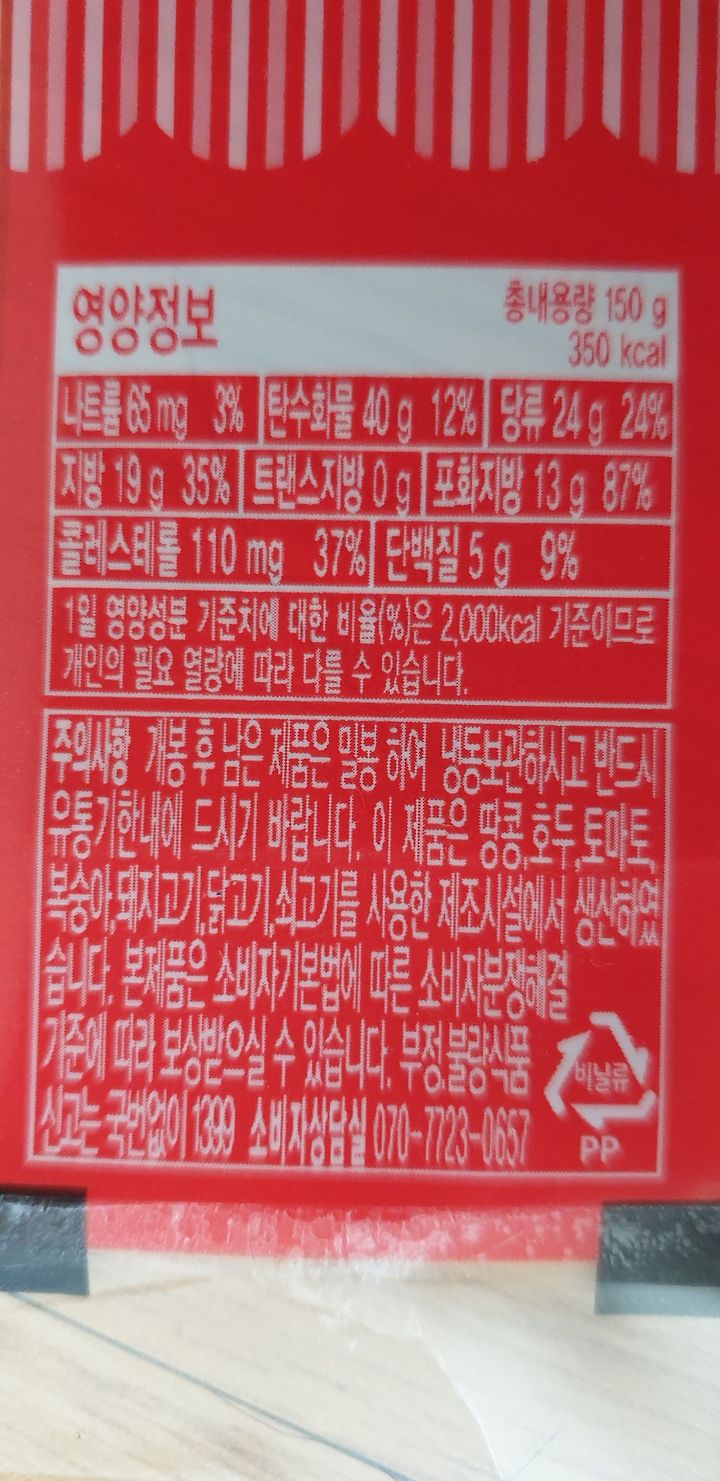 영양정보
총내용량 150 g
350 kcal
나트륨 65 mg 3% 탄수화물 40 g 12% 당류 24 g 24%
지방 19 g 35% 트랜스지방 0 g 포화지방 13 g 87%
콜레스테롤 110 mg 37% 단백질 5 g 9%
1일 영양성분 기준치에 대한 비율(%)은 2,000kcal 기준이므로
개인의 필요 열량에 따라 다를 수 있습니다.
주의사항 개봉 후 남은 제품은 밀봉 하여 냉동보관하시고 반드시
유통기한내에 드시기 바랍니다. 이 제품은 땅콩,호두,토마토,
복숭아,돼지고기,닭고기,쇠고기를 사용한 제조시설에서 생산하였
습니다. 본제품은 소비자기본법에 따른 소비자분쟁해결
기준에 따라 보상받으실 수 있습니다. 부정,불량식품
신고는 국번없이 1399 소비자상담실 070-7723-0657
비닐류
PP